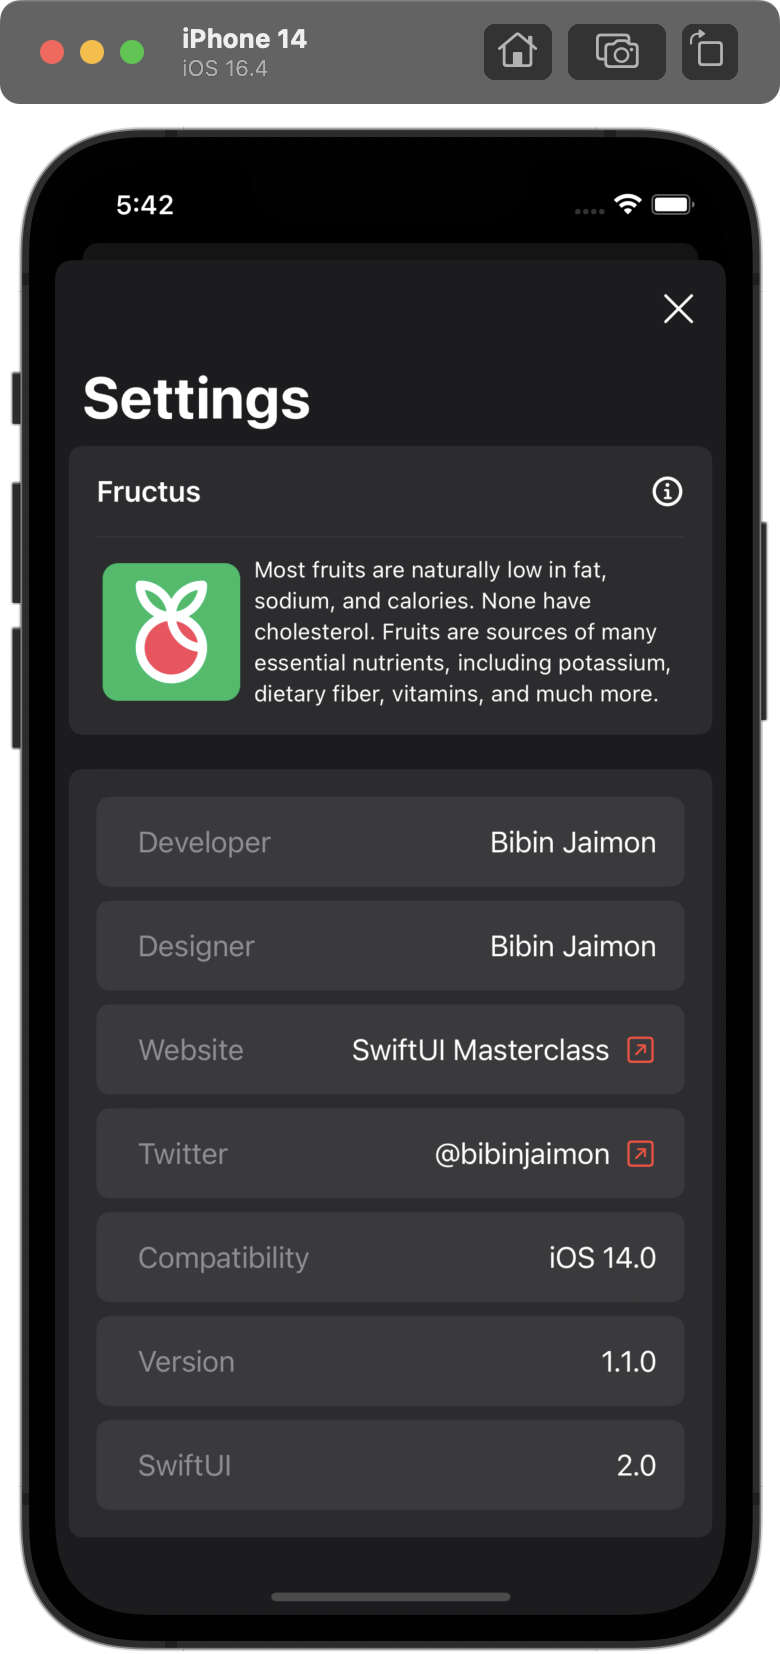 iPhone 14
iOS 16.4
5:42
Settings
Fructus
Most fruits are naturally low in fat,
sodium, and calories. None have
cholesterol. Fruits are sources of many
essential nutrients, including potassium,
dietary fiber, vitamins, and much more.
Developer Bibin Jaimon
Designer Bibin Jaimon
Website SwiftUI Masterclass
Twitter @bibinjaimon
Compatibility iOS 14.0
Version 1.1.0
SwiftUI 2.0